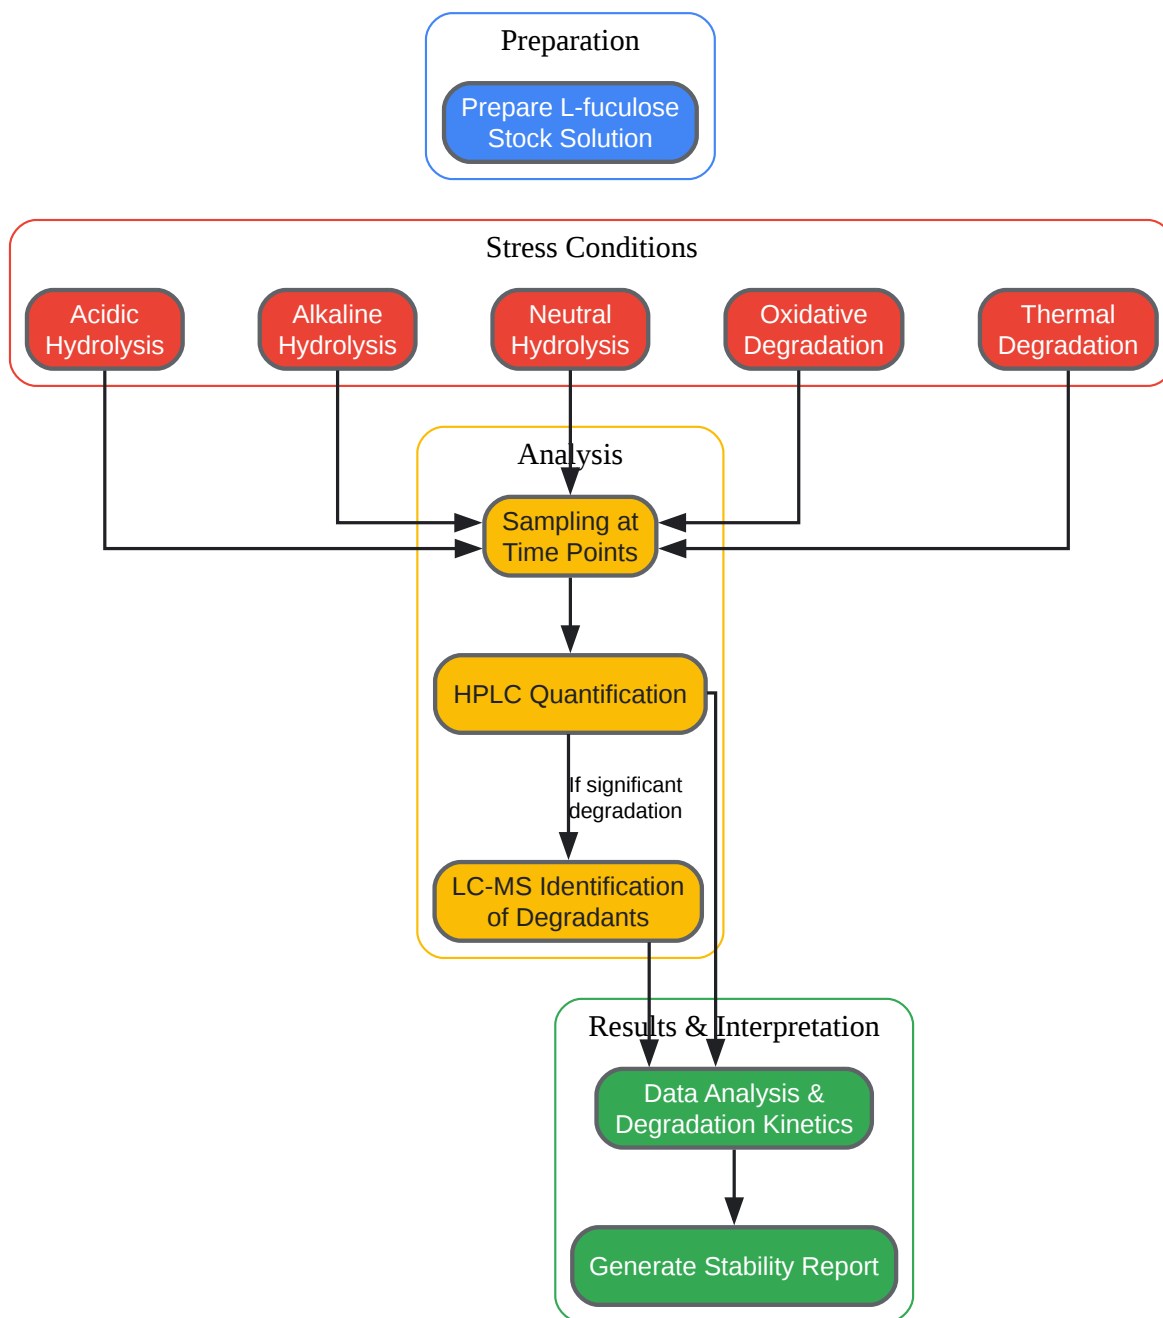 Preparation
Prepare L-fuculose
Stock Solution
Stress Conditions
Acidic
Hydrolysis
Alkaline
Hydrolysis
Neutral
Hydrolysis
Oxidative
Degradation
Thermal
Degradation
Analysis
Sampling at
Time Points
HPLC Quantification
If significant
degradation
LC-MS Identification
of Degradants
Results & Interpretation
Data Analysis &
Degradation Kinetics
Generate Stability Report